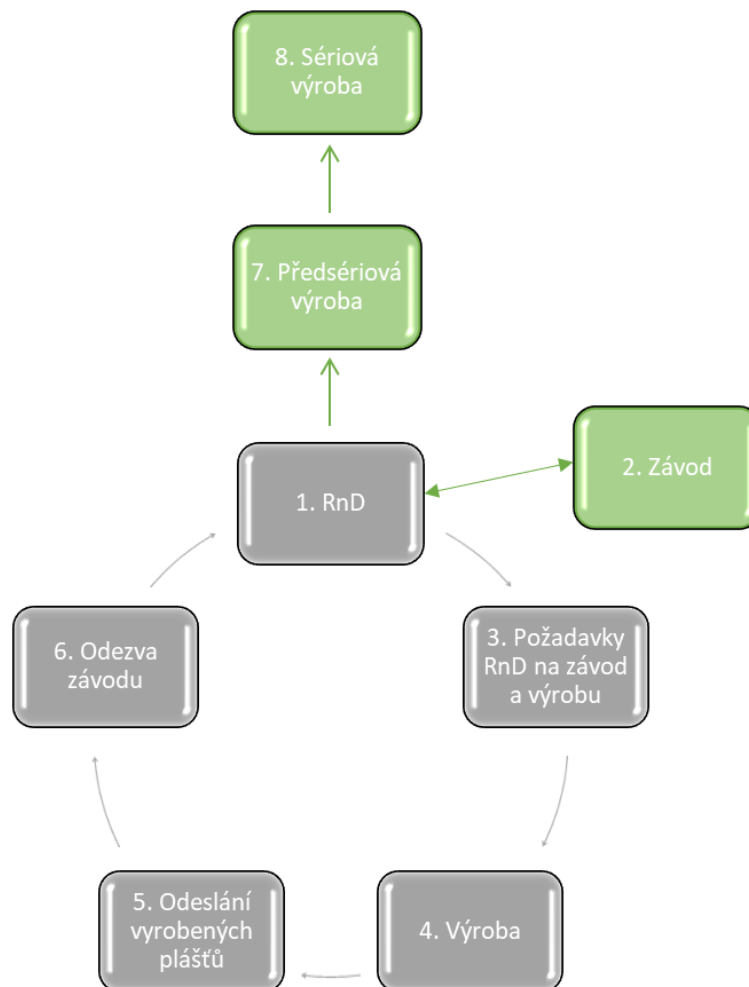 8. Sériová
výroba
7. Předsériová
výroba
1. RnD
2. Závod
3. Požadavky
RnD na závod
a výrobu
4. Výroba
5. Odeslání
vyrobených
plášťů
6. Odezva
závodu